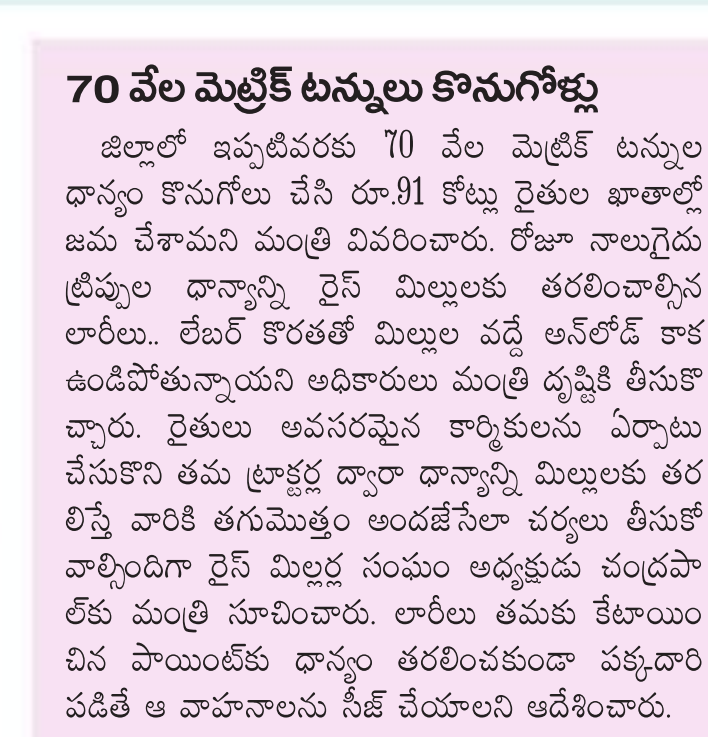 70 వేల మెట్రిక్ టన్నులు కొనుగోళ్లు
జిల్లాలో ఇప్పటివరకు 70 వేల మెట్రిక్ టన్నుల
ధాన్యం కొనుగోలు చేసి రూ.91 కోట్లు రైతుల ఖాతాల్లో
జమ చేశామని మంత్రి వివరించారు. రోజూ నాలుగైదు
ట్రిప్పుల ధాన్యాన్ని రైస్ మిల్లులకు తరలించాల్సిన
లారీలు.. లేబర్ కొరతతో మిల్లుల వద్దే అన్‌లోడ్ కాక
ఉండిపోతున్నాయని అధికారులు మంత్రి దృష్టికి తీసుకొ
చ్చారు. రైతులు అవసరమైన కార్మికులను ఏర్పాటు
చేసుకొని తమ ట్రాక్టర్ల ద్వారా ధాన్యాన్ని మిల్లులకు తర
లిస్తే వారికి తగుమొత్తం అందజేసేలా చర్యలు తీసుకో
వాల్సిందిగా రైస్ మిల్లర్ల సంఘం అధ్యక్షుడు చంద్రపా
ల్‌కు మంత్రి సూచించారు. లారీలు తమకు కేటాయిం
చిన పాయింట్‌కు ధాన్యం తరలించకుండా పక్కదారి
పడితే ఆ వాహనాలను సీజ్ చేయాలని ఆదేశించారు.